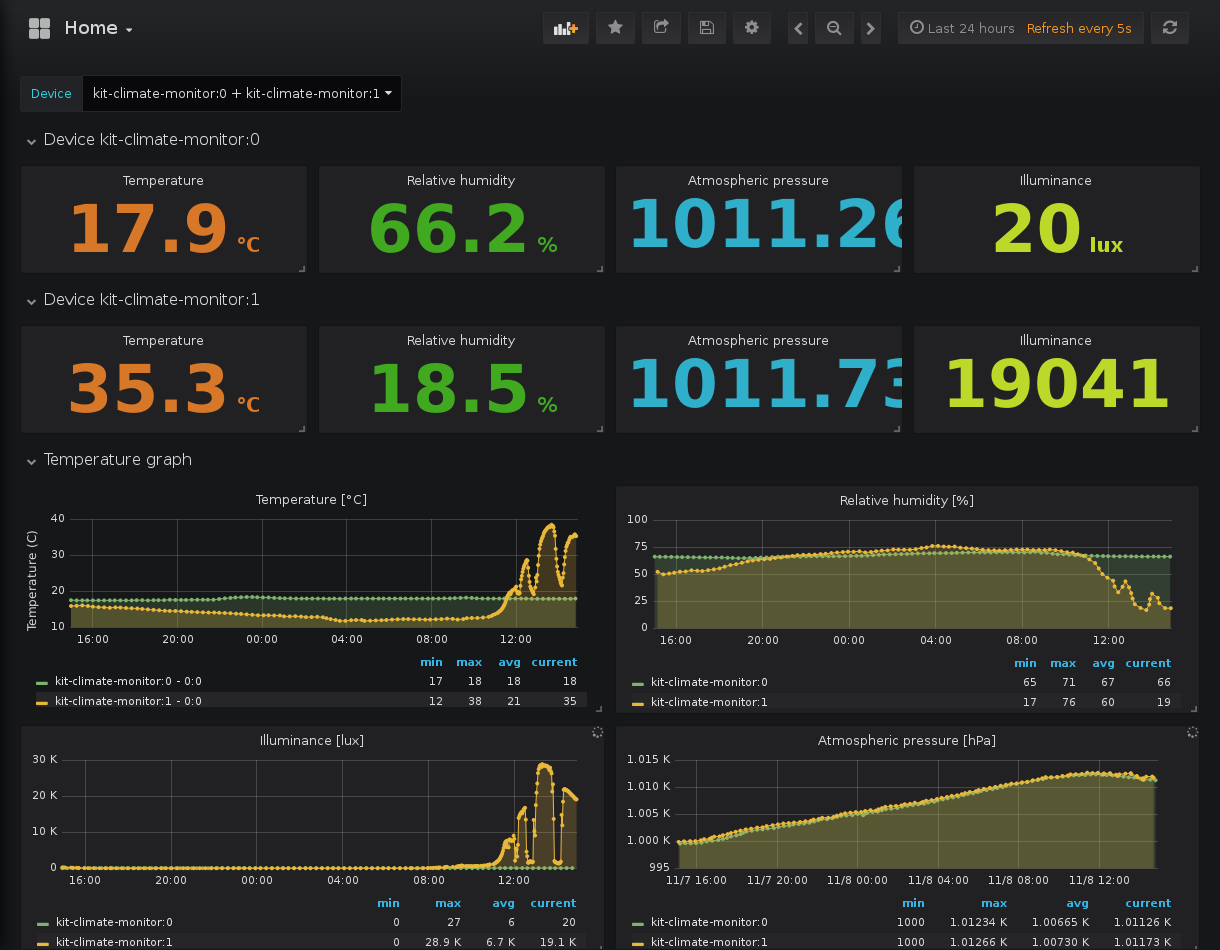 Home
Last 24 hours Refresh every 5s
Device kit-climate-monitor:0 + kit-climate-monitor:1
Device kit-climate-monitor:0
Temperature Relative humidity Atmospheric pressure Illuminance
17.9 °C 66.2 % 1011.26 20 lux
Device kit-climate-monitor:1
Temperature Relative humidity Atmospheric pressure Illuminance
35.3 °C 18.5 % 1011.73 19041
Temperature graph
Temperature [°C]
Temperature (C)
40
30
20
10
16:00 20:00 00:00 04:00 08:00 12:00
min max avg current
kit-climate-monitor:0 - 0:0 17 18 18 18
kit-climate-monitor:1 - 0:0 12 38 21 35
Relative humidity [%]
100
75
50
25
0
16:00 20:00 00:00 04:00 08:00 12:00
min max avg current
kit-climate-monitor:0 65 71 67 66
kit-climate-monitor:1 17 76 60 19
Illuminance [lux]
30 K
20 K
10 K
0
16:00 20:00 00:00 04:00 08:00 12:00
min max avg current
kit-climate-monitor:0 0 27 6 20
kit-climate-monitor:1 0 28.9 K 6.7 K 19.1 K
Atmospheric pressure [hPa]
1.015 K
1.010 K
1.005 K
1.000 K
995
11/7 16:00 11/7 20:00 11/8 00:00 11/8 04:00 11/8 08:00 11/8 12:00
min max avg current
kit-climate-monitor:0 1000 1.01234 K 1.00665 K 1.01126 K
kit-climate-monitor:1 1000 1.01266 K 1.00730 K 1.01173 K